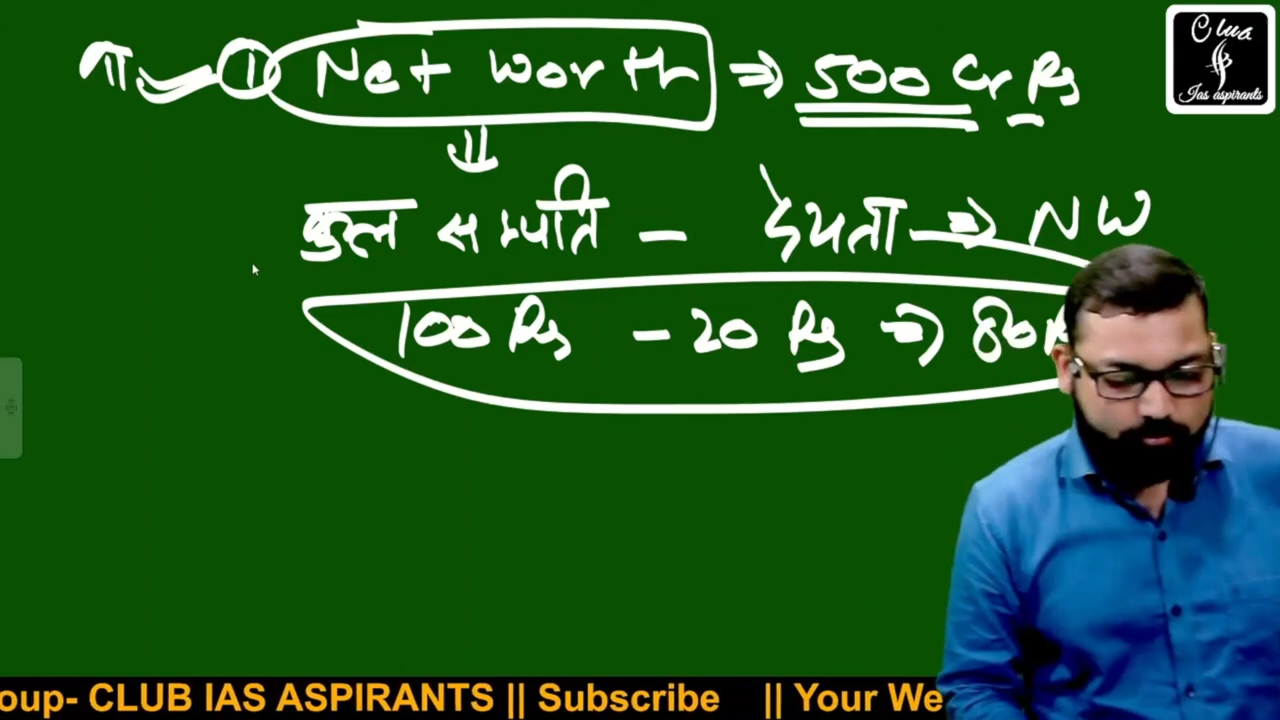 या ① Net worth ⇒ 500 Cr Rs
⇓
कुल सम्पति - देयता ⇒ NW
100 Rs - 20 Rs ⇒ 80
Club
Ias aspirants
oup- CLUB IAS ASPIRANTS || Subscribe || Your We